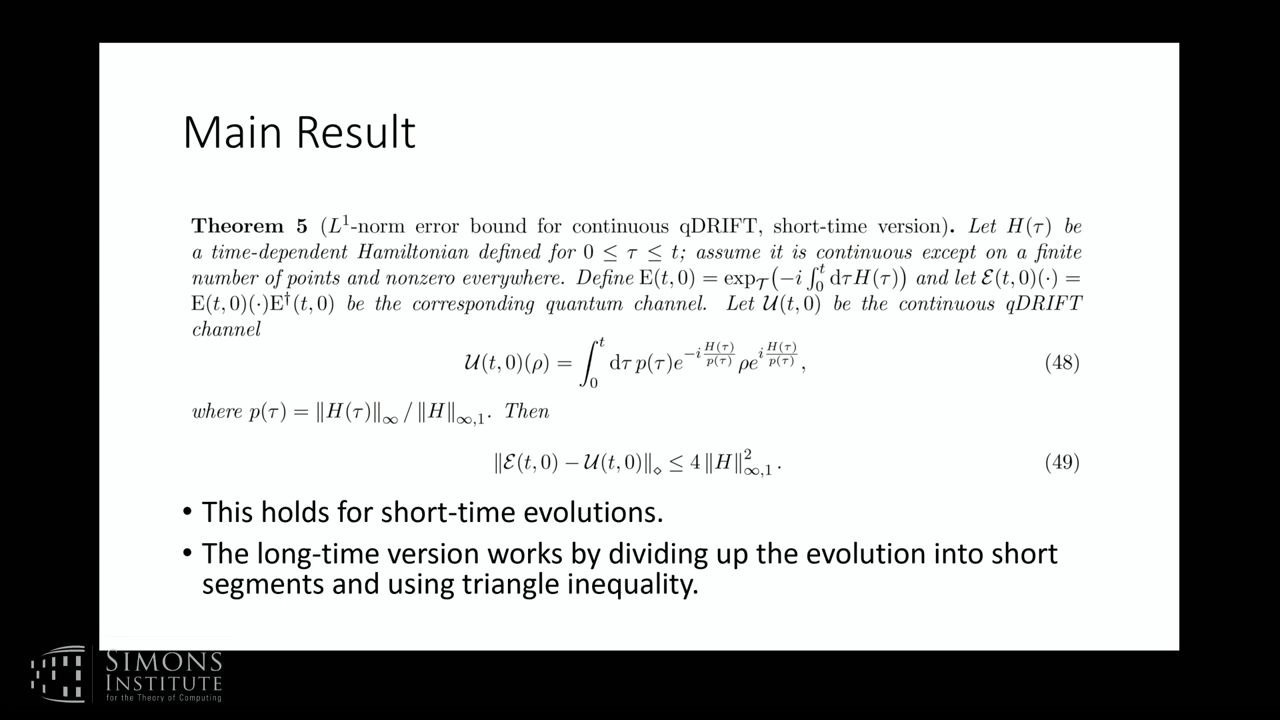 Main Result
Theorem 5 (L¹-norm error bound for continuous qDRIFT, short-time version). Let H(τ) be
a time-dependent Hamiltonian defined for 0 ≤ τ ≤ t; assume it is continuous except on a finite
number of points and nonzero everywhere. Define E(t, 0) = exp_𝒯(−i ∫₀ᵗ dτ H(τ)) and let ℰ(t, 0)(·) =
E(t, 0)(·)E†(t, 0) be the corresponding quantum channel. Let 𝒰(t, 0) be the continuous qDRIFT
channel
𝒰(t, 0)(ρ) = ∫₀ᵗ dτ p(τ)e^{−i H(τ)/p(τ)} ρe^{i H(τ)/p(τ)}, (48)
where p(τ) = ‖H(τ)‖_∞ / ‖H‖_{∞,1}. Then
‖ℰ(t, 0) − 𝒰(t, 0)‖_⋄ ≤ 4 ‖H‖²_{∞,1} . (49)
• This holds for short-time evolutions.
• The long-time version works by dividing up the evolution into short
segments and using triangle inequality.
SIMONS
INSTITUTE
for the Theory of Computing